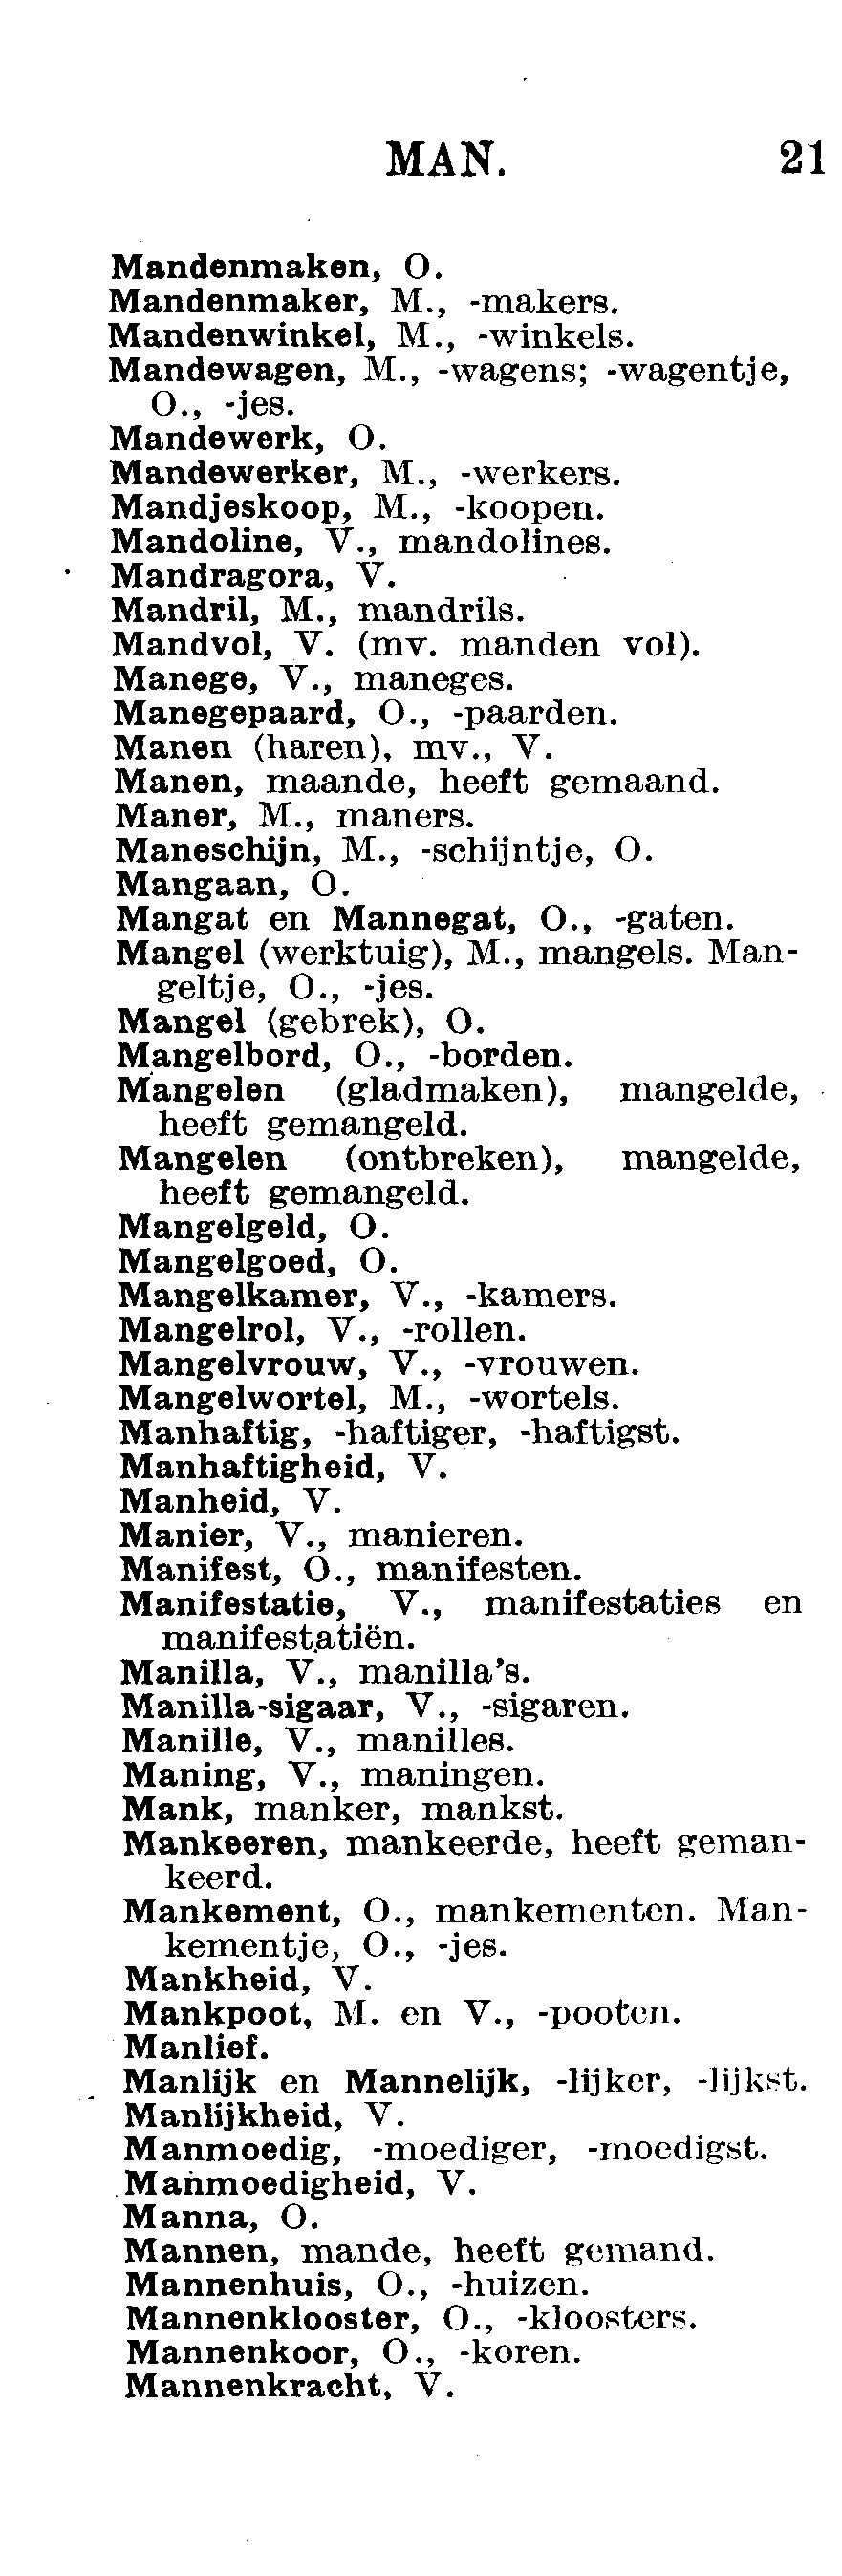 MAN. 21
Mandenmaken, O.
Mandenmaker, M., -makers.
Mandenwinkel, M., -winkels.
Mandewagen, M., -wagens; -wagentje,
O., -jes.
Mandewerk, O.
Mandewerker, M., -werkers.
Mandjeskoop, M., -koopen.
Mandoline, V., mandolines.
Mandragora, V.
Mandril, M., mandrils.
Mandvol, V. (mv. manden vol).
Manege, V., maneges.
Manegepaard, O., -paarden.
Manen (haren), mv., V.
Manen, maande, heeft gemaand.
Maner, M., maners.
Maneschijn, M., -schijntje, O.
Mangaan, O.
Mangat en Mannegat, O., -gaten.
Mangel (werktuig), M., mangels. Man-
geltje, O., -jes.
Mangel (gebrek), O.
Mangelbord, O., -borden.
Mangelen (gladmaken), mangelde,
heeft gemangeld.
Mangelen (ontbreken), mangelde,
heeft gemangeld.
Mangelgeld, O.
Mangelgoed, O.
Mangelkamer, V., -kamers.
Mangelrol, V., -rollen.
Mangelvrouw, V., -vrouwen.
Mangelwortel, M., -wortels.
Manhaftig, -haftiger, -haftigst.
Manhaftigheid, V.
Manheid, V.
Manier, V., manieren.
Manifest, O., manifesten.
Manifestatie, V., manifestaties en
manifestatiën.
Manilla, V., manilla's.
Manilla-sigaar, V., -sigaren.
Manille, V., manilles.
Maning, V., maningen.
Mank, manker, mankst.
Mankeeren, mankeerde, heeft geman-
keerd.
Mankement, O., mankementen. Man-
kementje, O., -jes.
Mankheid, V.
Mankpoot, M. en V., -pooten.
Manlief.
Manlijk en Mannelijk, -lijker, -lijkst.
Manlijkheid, V.
Manmoedig, -moediger, -moedigst.
Manmoedigheid, V.
Manna, O.
Mannen, mande, heeft gemand.
Mannenhuis, O., -huizen.
Mannenklooster, O., -kloosters.
Mannenkoor, O., -koren.
Mannenkracht, V.